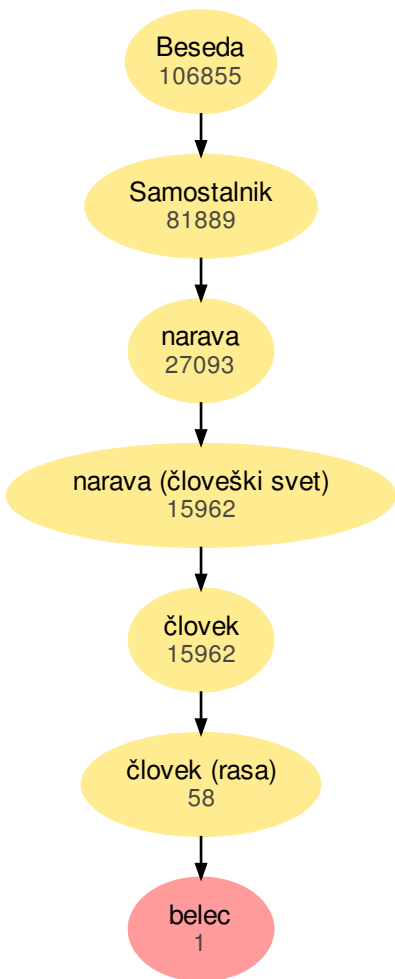 Beseda
106855
Samostalnik
81889
narava
27093
narava (človeški svet)
15962
človek
15962
človek (rasa)
58
belec
1